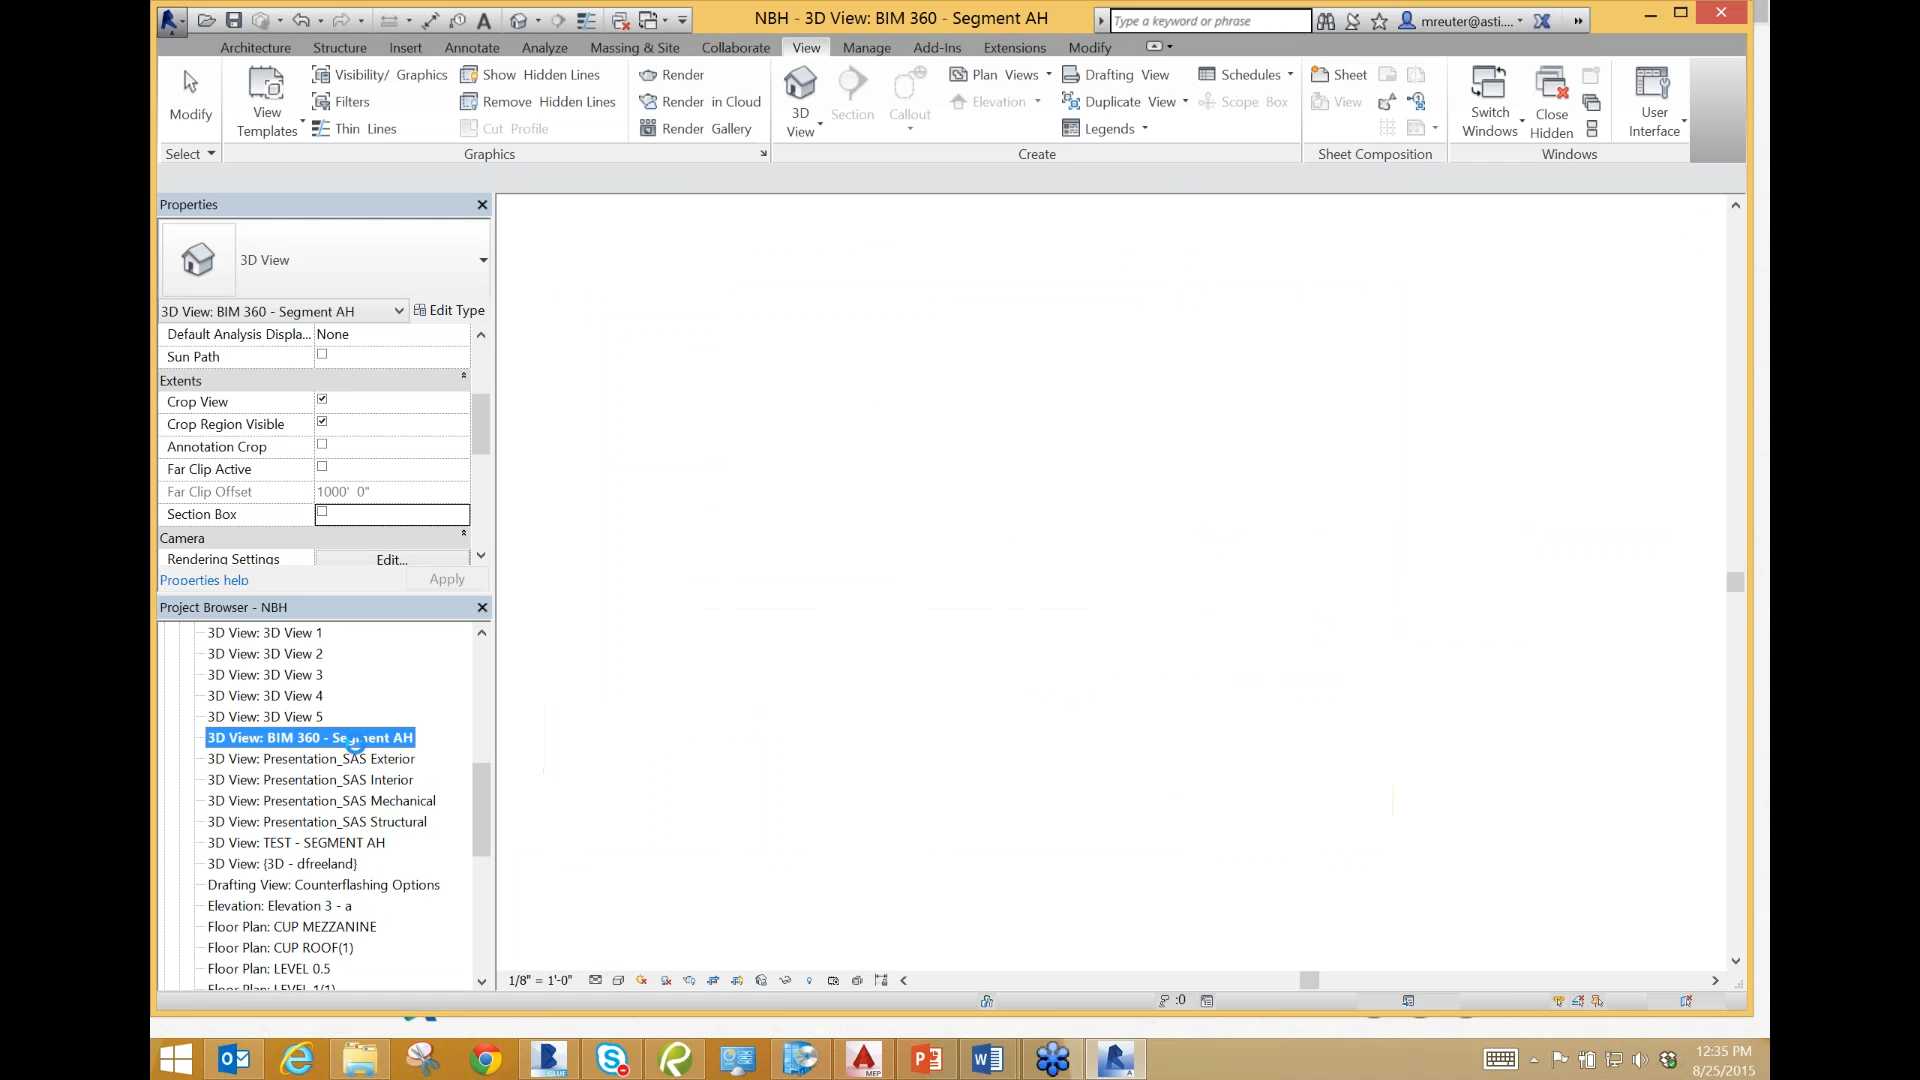 NBH - 3D View: BIM 360 - Segment AH
Type a keyword or phrase
mreuter@asti....
Architecture Structure Insert Annotate Analyze Massing & Site Collaborate View Manage Add-Ins Extensions Modify
Modify
View Templates
Visibility/ Graphics
Filters
Thin Lines
Show Hidden Lines
Remove Hidden Lines
Cut Profile
Render
Render in Cloud
Render Gallery
3D View
Section
Callout
Plan Views
Elevation
Drafting View
Duplicate View
Legends
Schedules
Scope Box
Sheet
View
Switch Windows
Close Hidden
User Interface
Select
Graphics
Create
Sheet Composition
Windows
Properties
3D View
3D View: BIM 360 - Segment AH
Edit Type
Default Analysis Displa... None
Sun Path
Extents
Crop View
Crop Region Visible
Annotation Crop
Far Clip Active
Far Clip Offset 1000' 0"
Section Box
Camera
Rendering Settings Edit...
Properties help
Apply
Project Browser - NBH
3D View: 3D View 1
3D View: 3D View 2
3D View: 3D View 3
3D View: 3D View 4
3D View: 3D View 5
3D View: BIM 360 - Segment AH
3D View: Presentation_SAS Exterior
3D View: Presentation_SAS Interior
3D View: Presentation_SAS Mechanical
3D View: Presentation_SAS Structural
3D View: TEST - SEGMENT AH
3D View: {3D - dfreeland}
Drafting View: Counterflashing Options
Elevation: Elevation 3 - a
Floor Plan: CUP MEZZANINE
Floor Plan: CUP ROOF(1)
Floor Plan: LEVEL 0.5
Floor Plan: LEVEL 1(1)
1/8" = 1'-0"
:0
GLUE
MEP
12:35 PM
8/25/2015